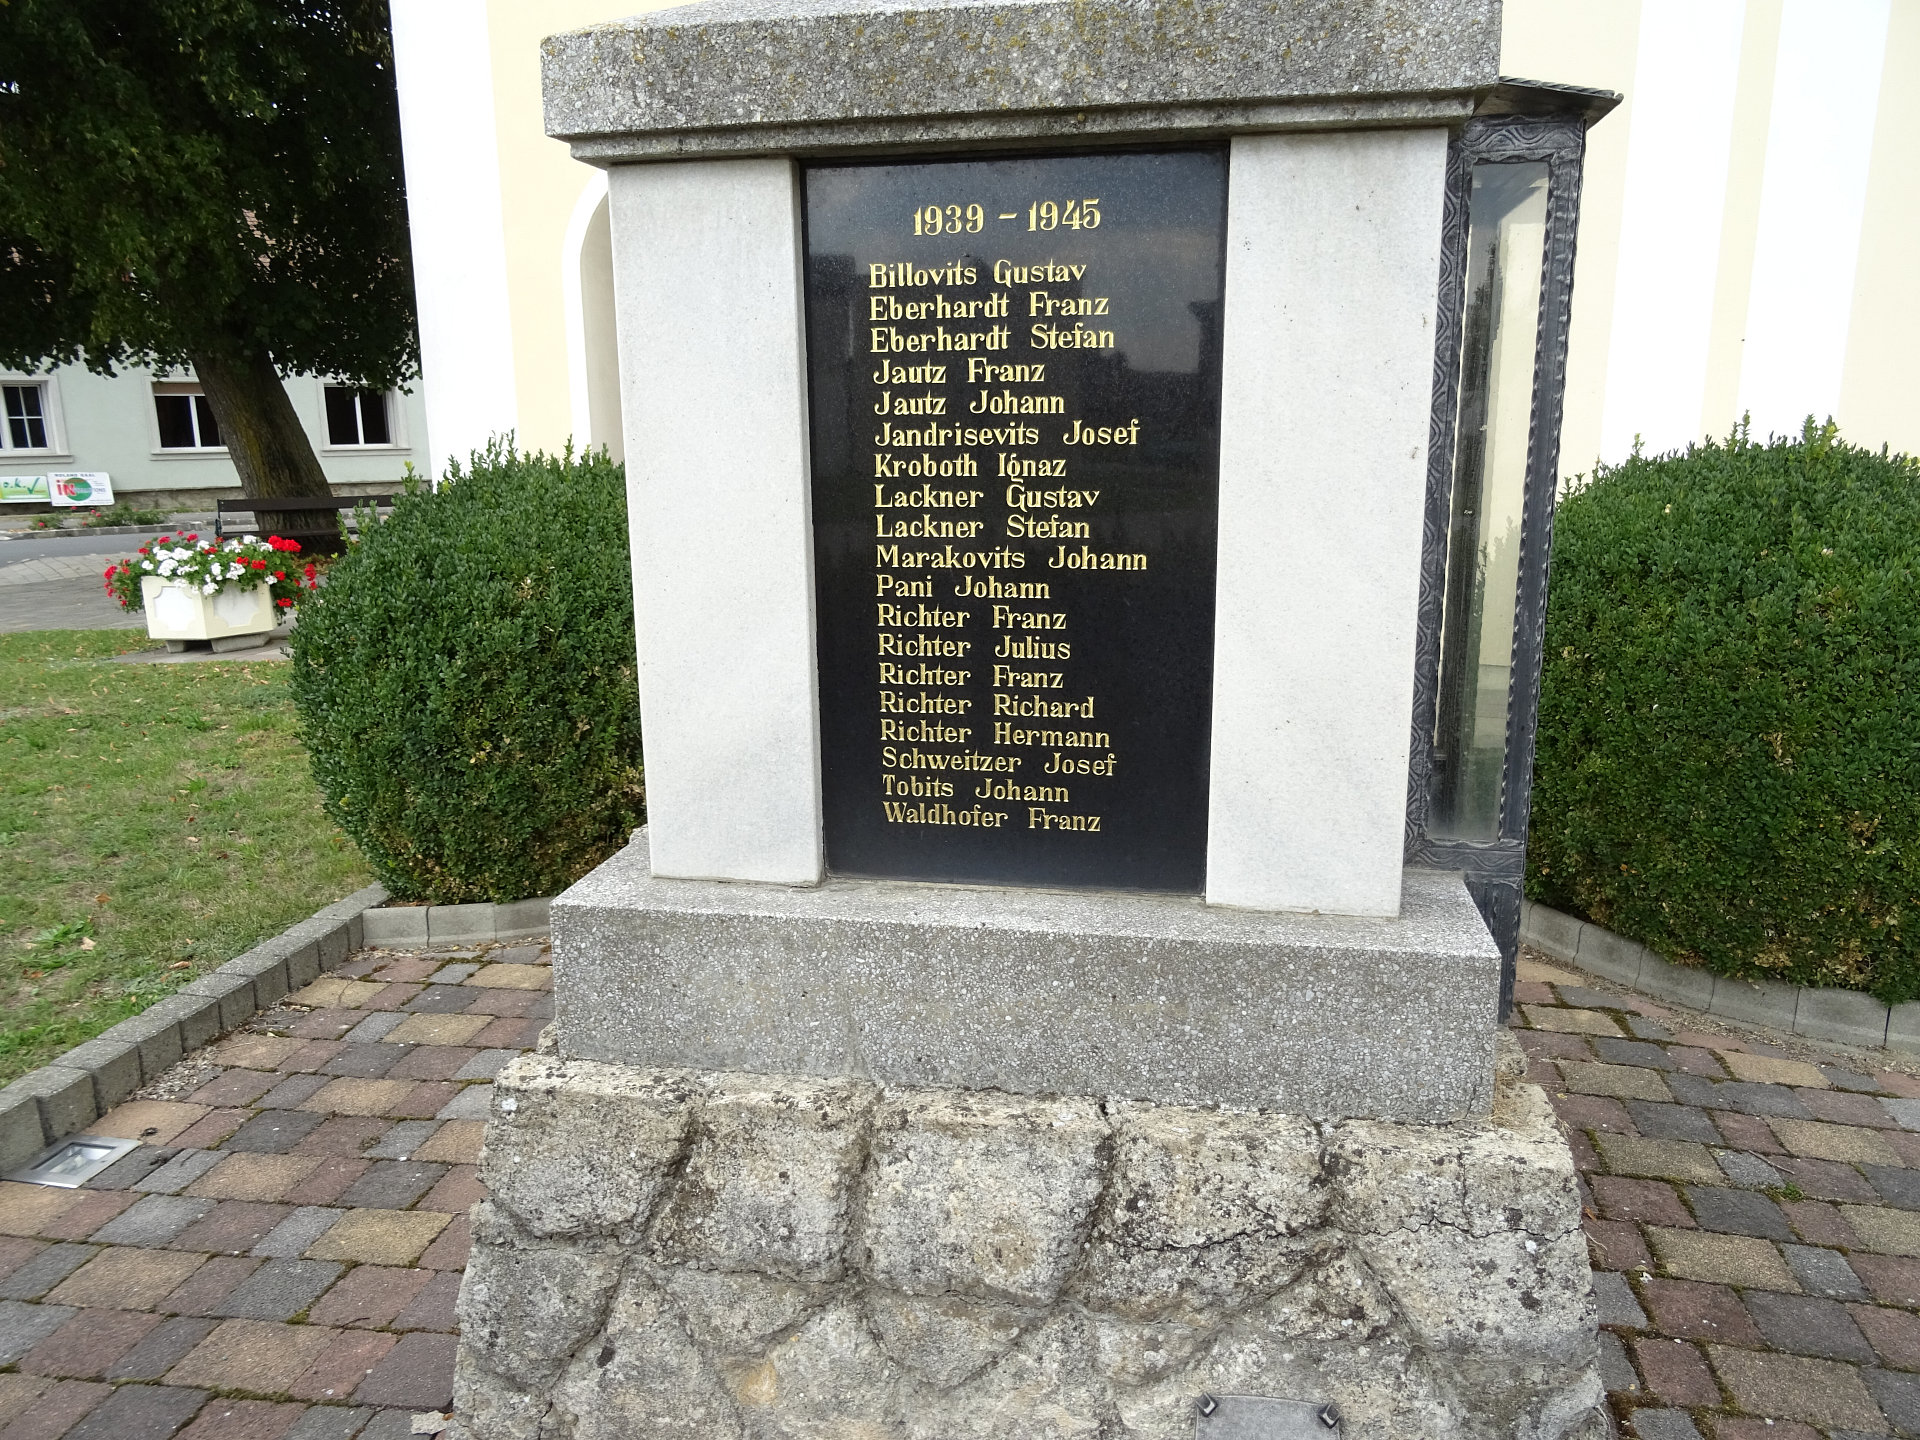 1939 - 1945
Billovits Gustav
Eberhardt Franz
Eberhardt Stefan
Jautz Franz
Jautz Johann
Jandrisevits Josef
Kroboth Ignaz
Lackner Gustav
Lackner Stefan
Marakovits Johann
Pani Johann
Richter Franz
Richter Julius
Richter Franz
Richter Richard
Richter Hermann
Schweitzer Josef
Tobits Johann
Waldhofer Franz